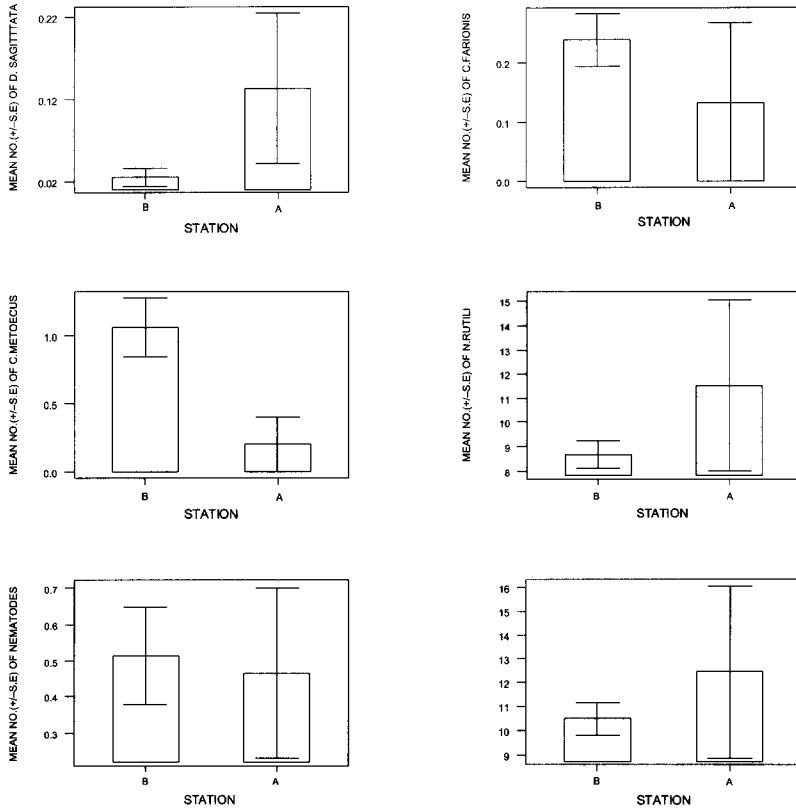 MEAN NO.(+/–S.E) OF D. SAGITTTATA
0.22
0.12
0.02
B A
STATION
MEAN NO.(+/–S.E) OF C.FARIONIS
0.2
0.1
0.0
B A
STATION
MEAN NO.(+/–S.E) OF C.METOECUS
1.0
0.5
0.0
B A
STATION
MEAN NO.(+/–S.E) OF N.RUTILI
15
14
13
12
11
10
9
8
B A
STATION
MEAN NO.(+/–S.E) OF NEMATODES
0.7
0.6
0.5
0.4
0.3
B A
STATION
16
15
14
13
12
11
10
9
B A
STATION